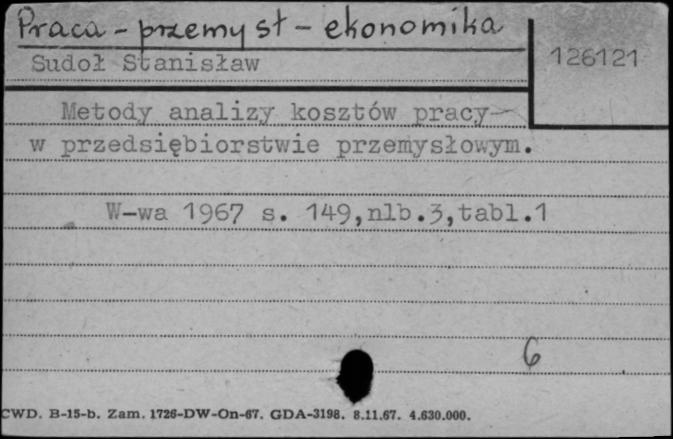 Praca - przemysł - ekonomika
Sudoł Stanisław
126121
Metody analizy kosztów pracy
w przedsiębiorstwie przemysłowym.
W-wa 1967 s. 149,nlb.3,tabl.1
6
CWD. B-15-b. Zam. 1726-DW-On-67. GDA-3198. 8.11.67. 4.630.000.